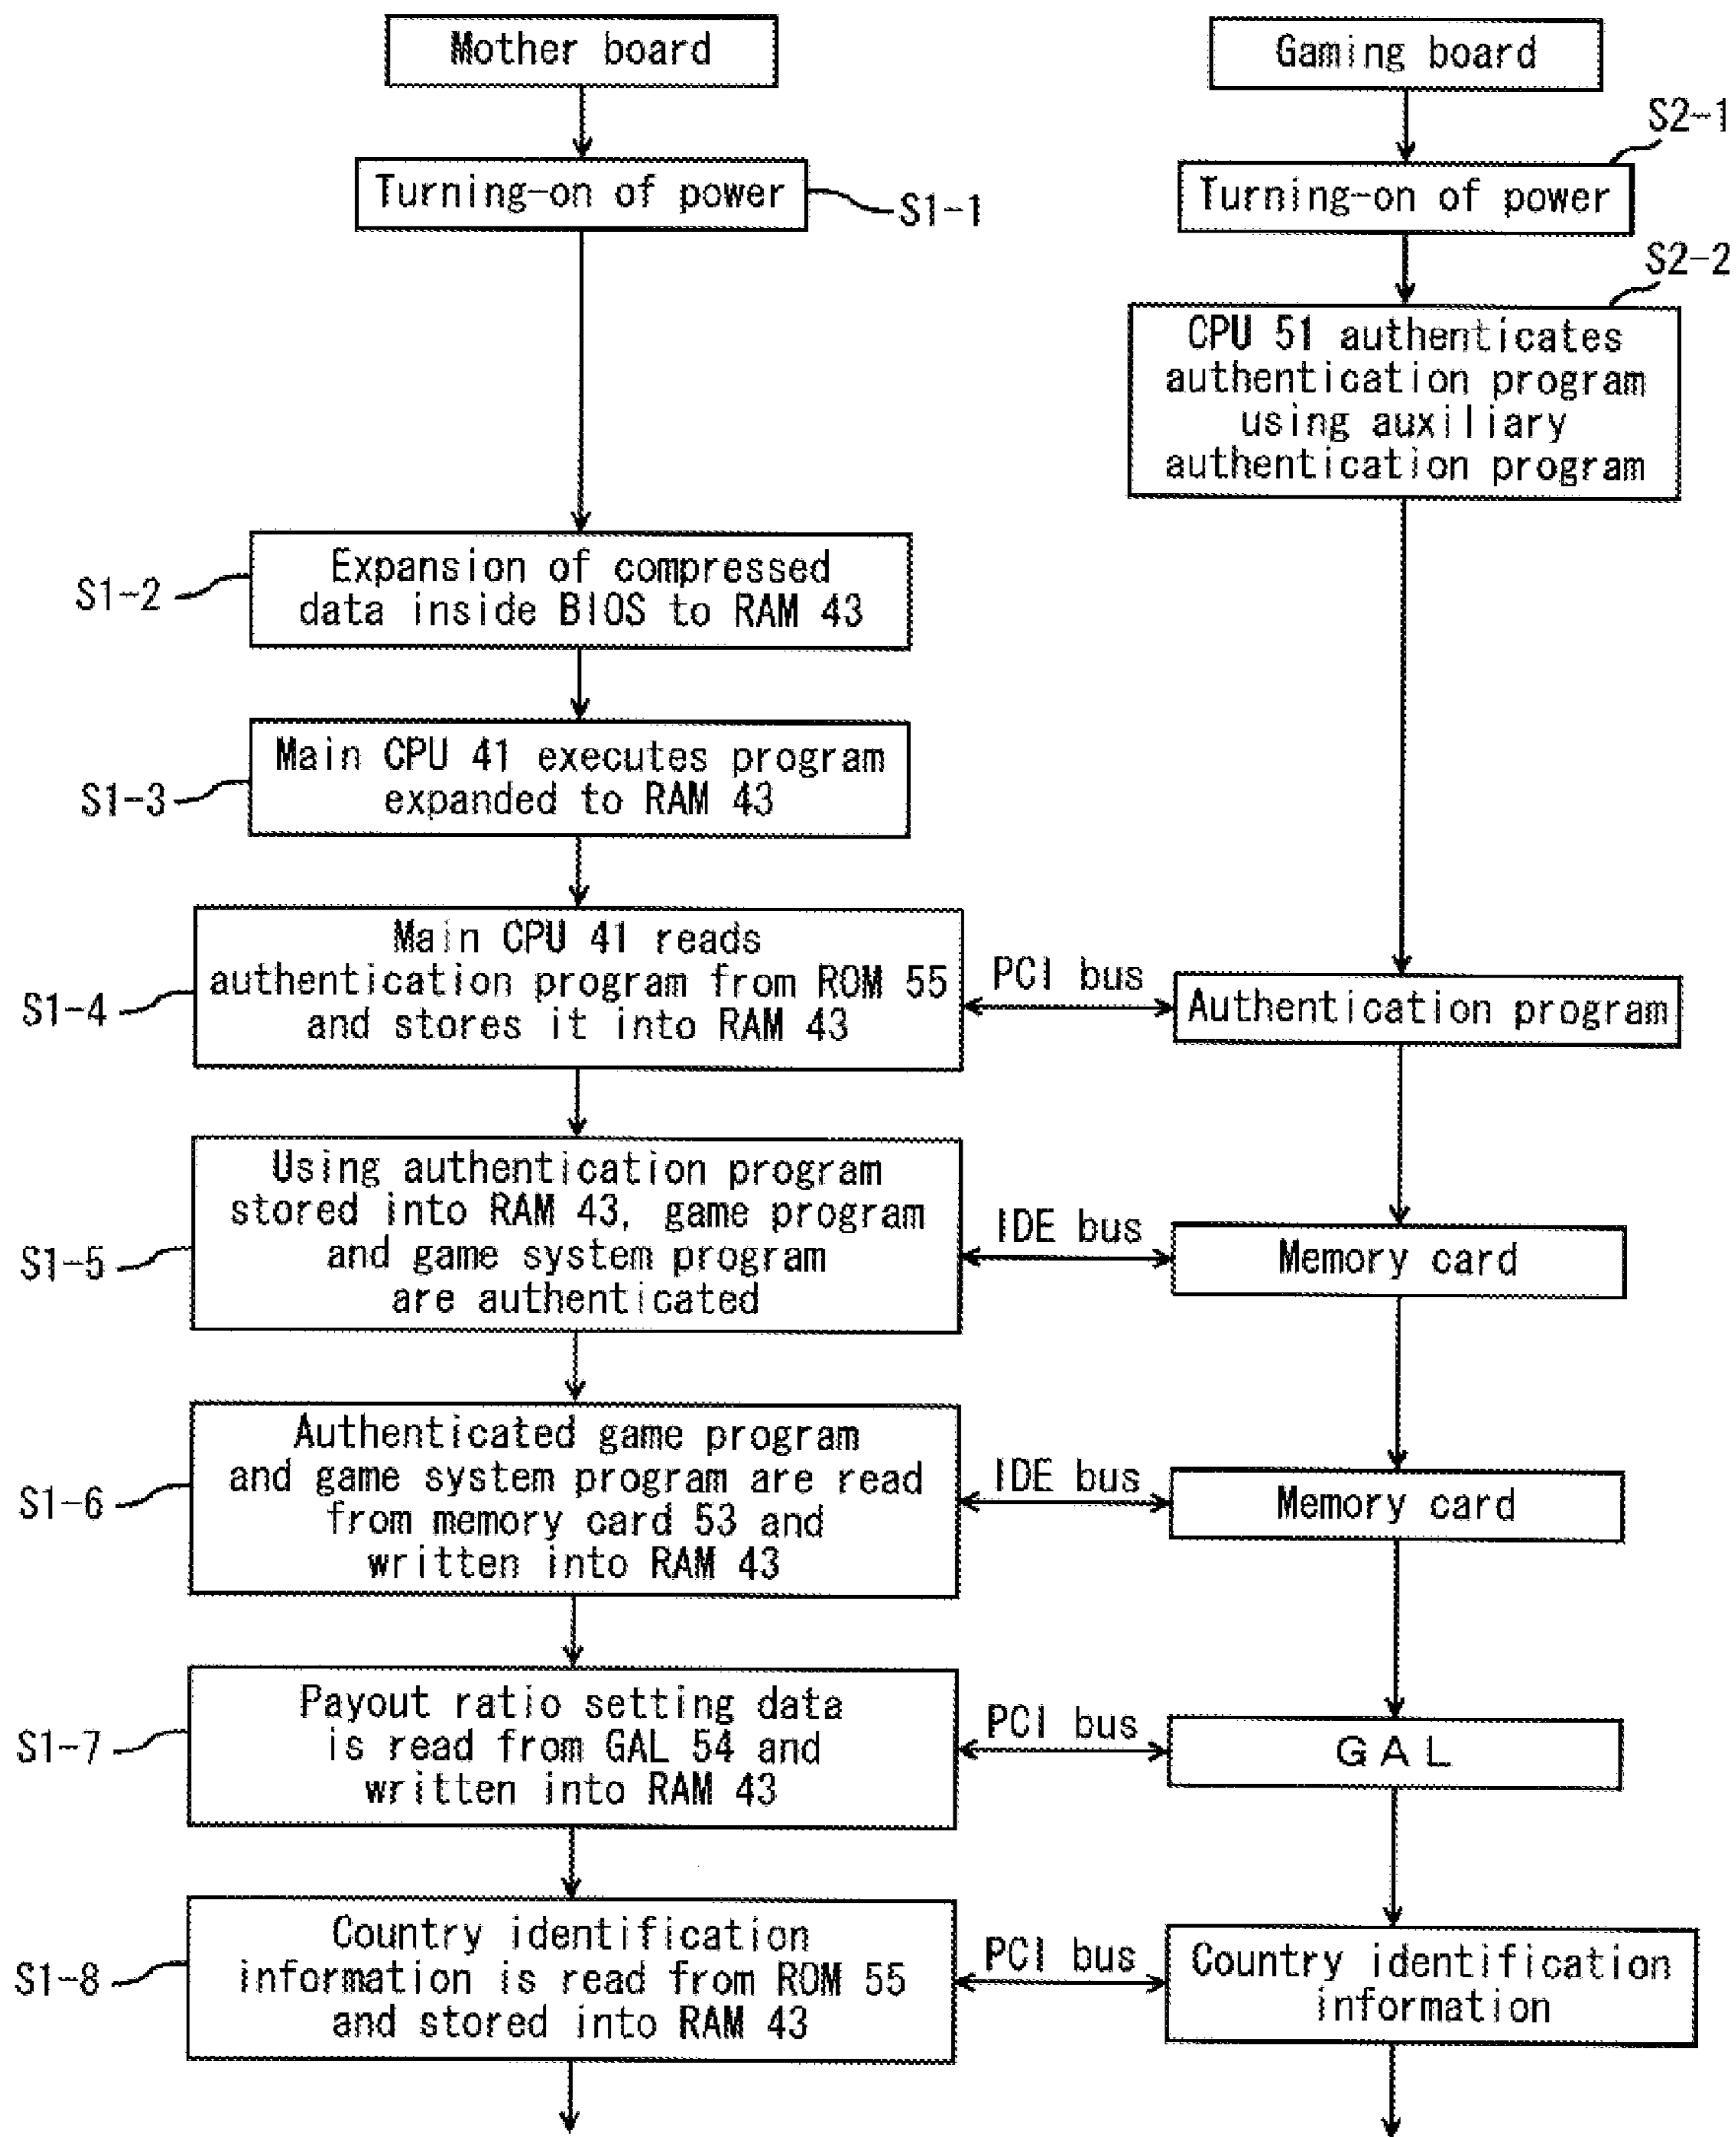 Mother board
Turning-on of power
S1-1
Expansion of compressed
data inside BIOS to RAM 43
S1-2
Main CPU 41 executes program
expanded to RAM 43
S1-3
Main CPU 41 reads
authentication program from ROM 55
and stores it into RAM 43
S1-4
PCI bus
Using authentication program
stored into RAM 43, game program
and game system program
are authenticated
S1-5
IDE bus
Authenticated game program
and game system program are read
from memory card 53 and
written into RAM 43
S1-6
IDE bus
Payout ratio setting data
is read from GAL 54 and
written into RAM 43
S1-7
PCI bus
Country identification
information is read from ROM 55
and stored into RAM 43
S1-8
PCI bus
Gaming board
S2-1
Turning-on of power
S2-2
CPU 51 authenticates
authentication program
using auxiliary
authentication program
Authentication program
Memory card
Memory card
GAL
Country identification
information